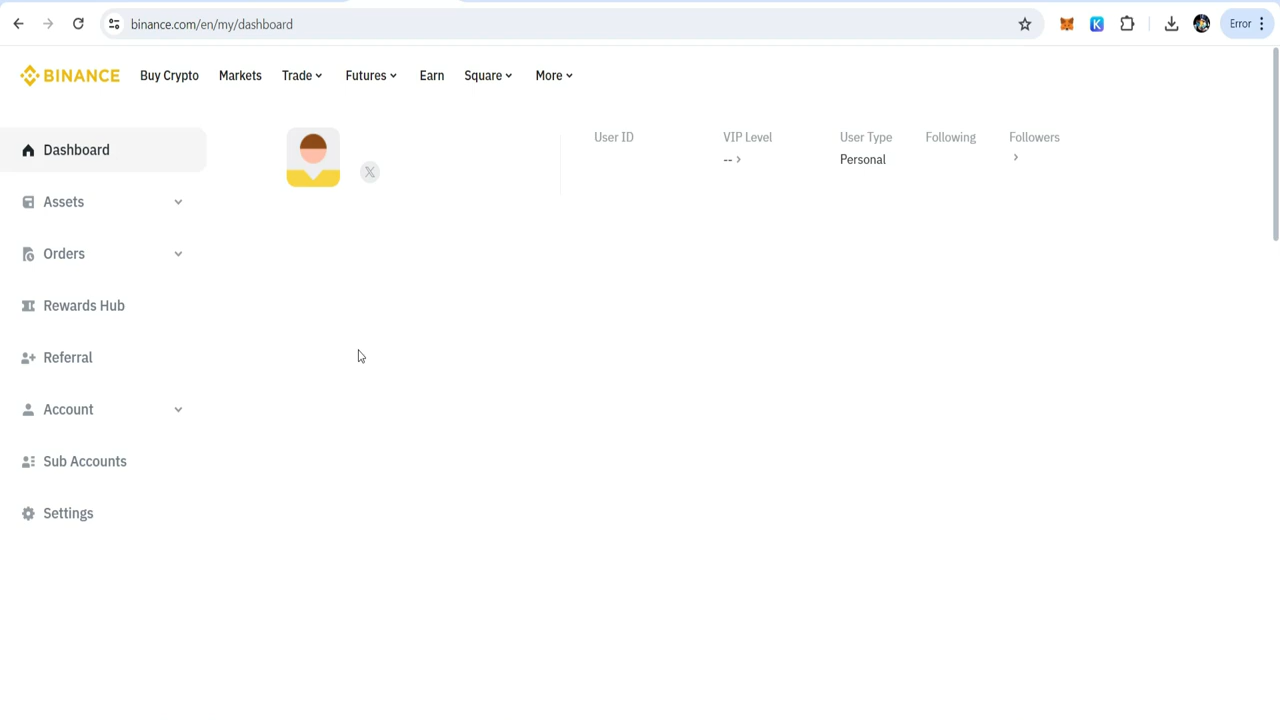 binance.com/en/my/dashboard
Error
BINANCE
Buy Crypto
Markets
Trade
Futures
Earn
Square
More
Dashboard
Assets
Orders
Rewards Hub
Referral
Account
Sub Accounts
Settings
User ID
VIP Level
--
User Type
Personal
Following
Followers